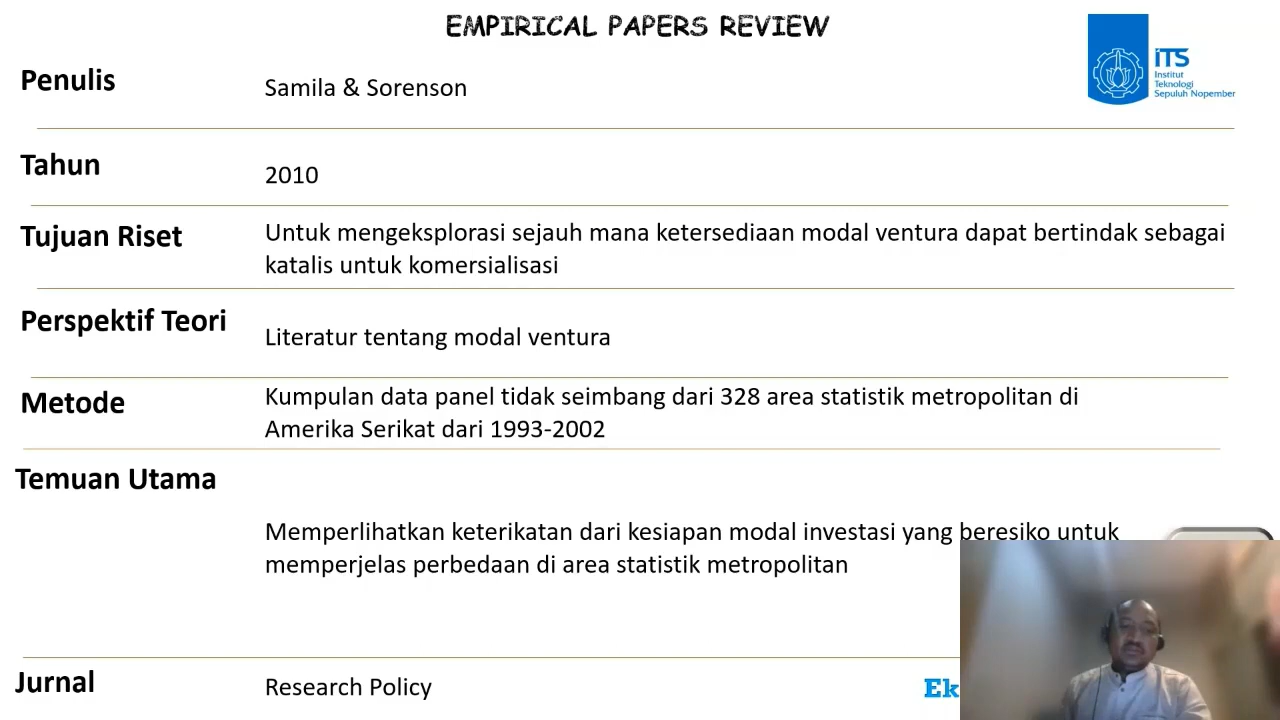 EMPIRICAL PAPERS REVIEW
iTS
Institut
Teknologi
Sepuluh Nopember
Penulis
Samila & Sorenson
Tahun
2010
Tujuan Riset
Untuk mengeksplorasi sejauh mana ketersediaan modal ventura dapat bertindak sebagai
katalis untuk komersialisasi
Perspektif Teori
Literatur tentang modal ventura
Metode
Kumpulan data panel tidak seimbang dari 328 area statistik metropolitan di
Amerika Serikat dari 1993-2002
Temuan Utama
Memperlihatkan keterikatan dari kesiapan modal investasi yang beresiko untuk
memperjelas perbedaan di area statistik metropolitan
Jurnal
Research Policy